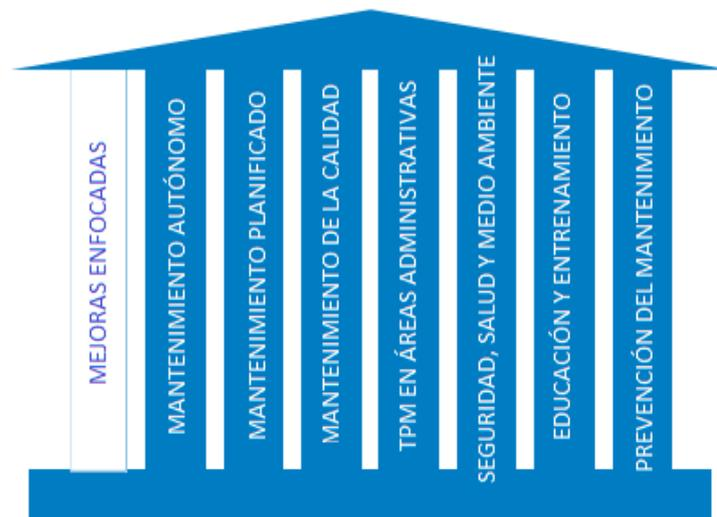 MEJORAS ENFOCADAS
MANTENIMIENTO AUTÓNOMO
MANTENIMIENTO PLANIFICADO
MANTENIMIENTO DE LA CALIDAD
TPM EN ÁREAS ADMINISTRATIVAS
SEGURIDAD, SALUD Y MEDIO AMBIENTE
EDUCACIÓN Y ENTRENAMIENTO
PREVENCIÓN DEL MANTENIMIENTO